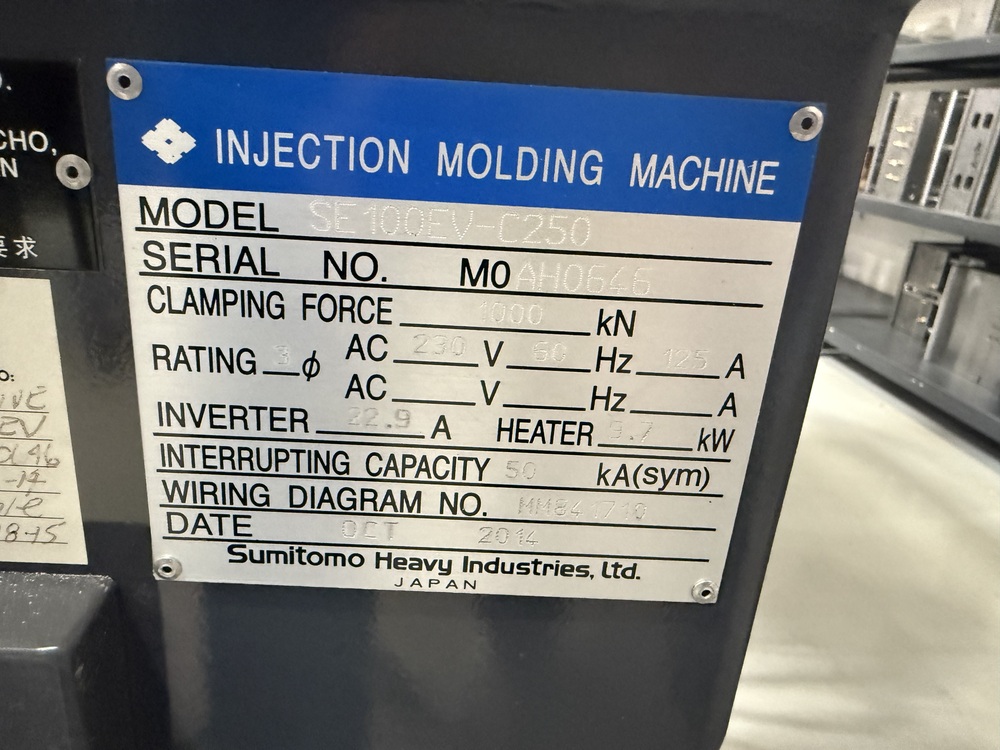 CHO,
N
要求
INJECTION MOLDING MACHINE
MODEL SE100EV-C250
SERIAL NO. M0AH0646
CLAMPING FORCE 1000 kN
RATING 3 φ AC 230 V 60 Hz 125 A
AC V Hz A
INVERTER 22.9 A HEATER 9.7 kW
INTERRUPTING CAPACITY 50 kA(sym)
WIRING DIAGRAM NO.
DATE OCT 2014
Sumitomo Heavy Industries, Ltd.
JAPAN